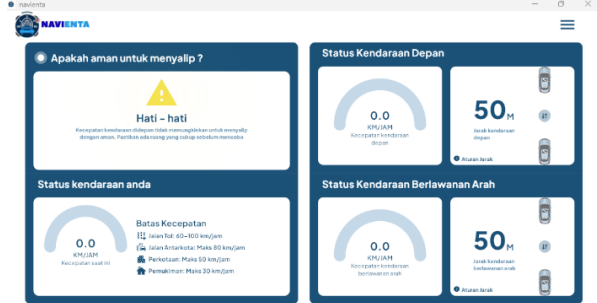 navienta
NAVIENTA
Apakah aman untuk menyalip ?
Hati - hati
Kecepatan kendaraan didepan tidak memungkinkan untuk menyalip
dengan aman. Pastikan ada ruang yang cukup sebelum mencoba
Status kendaraan anda
0.0
KM/JAM
Kecepatan saat ini
Batas Kecepatan
Jalan Tol: 60-100 km/jam
Jalan Antarkota: Maks 80 km/jam
Perkotaan: Maks 50 km/jam
Pemukiman: Maks 30 km/jam
Status Kendaraan Depan
0.0
KM/JAM
Kecepatan kendaraan
depan
50 M
Jarak kendaraan
depan
Aturan Jarak
Status Kendaraan Berlawanan Arah
0.0
KM/JAM
Kecepatan kendaraan
berlawanan arah
50 M
Jarak kendaraan
berlawanan arah
Aturan Jarak